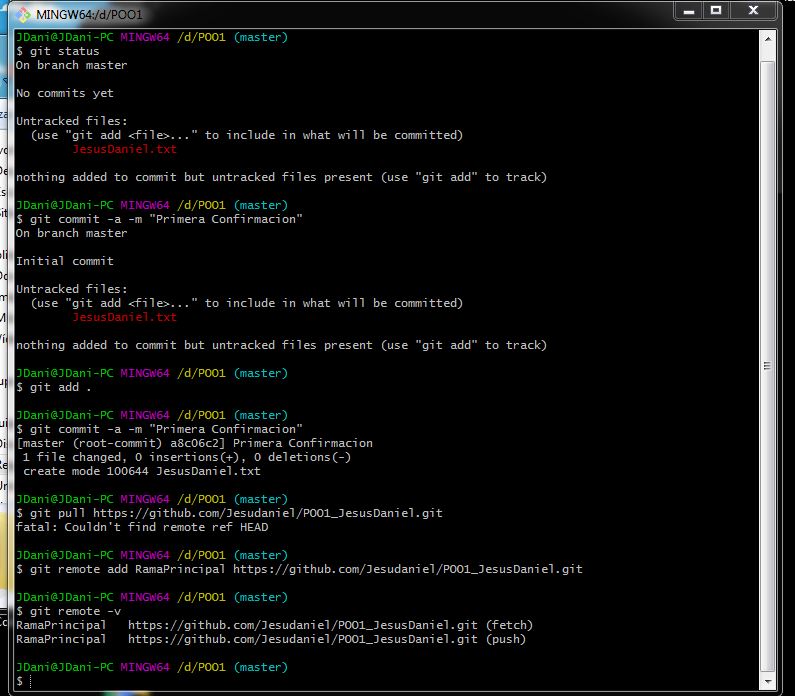 MINGW64:/d/POO1
JDani@JDani-PC MINGW64 /d/POO1 (master)
$ git status
On branch master
No commits yet
Untracked files:
(use "git add <file>..." to include in what will be committed)
JesusDaniel.txt
nothing added to commit but untracked files present (use "git add" to track)
JDani@JDani-PC MINGW64 /d/POO1 (master)
$ git commit -a -m "Primera Confirmacion"
On branch master
Initial commit
Untracked files:
(use "git add <file>..." to include in what will be committed)
JesusDaniel.txt
nothing added to commit but untracked files present (use "git add" to track)
JDani@JDani-PC MINGW64 /d/POO1 (master)
$ git add .
JDani@JDani-PC MINGW64 /d/POO1 (master)
$ git commit -a -m "Primera Confirmacion"
[master (root-commit) a8c06c2] Primera Confirmacion
1 file changed, 0 insertions(+), 0 deletions(-)
create mode 100644 JesusDaniel.txt
JDani@JDani-PC MINGW64 /d/POO1 (master)
$ git pull https://github.com/Jesudaniel/POO1_JesusDaniel.git
fatal: Couldn't find remote ref HEAD
JDani@JDani-PC MINGW64 /d/POO1 (master)
$ git remote add RamaPrincipal https://github.com/Jesudaniel/POO1_JesusDaniel.git
JDani@JDani-PC MINGW64 /d/POO1 (master)
$ git remote -v
RamaPrincipal https://github.com/Jesudaniel/POO1_JesusDaniel.git (fetch)
RamaPrincipal https://github.com/Jesudaniel/POO1_JesusDaniel.git (push)
JDani@JDani-PC MINGW64 /d/POO1 (master)
$